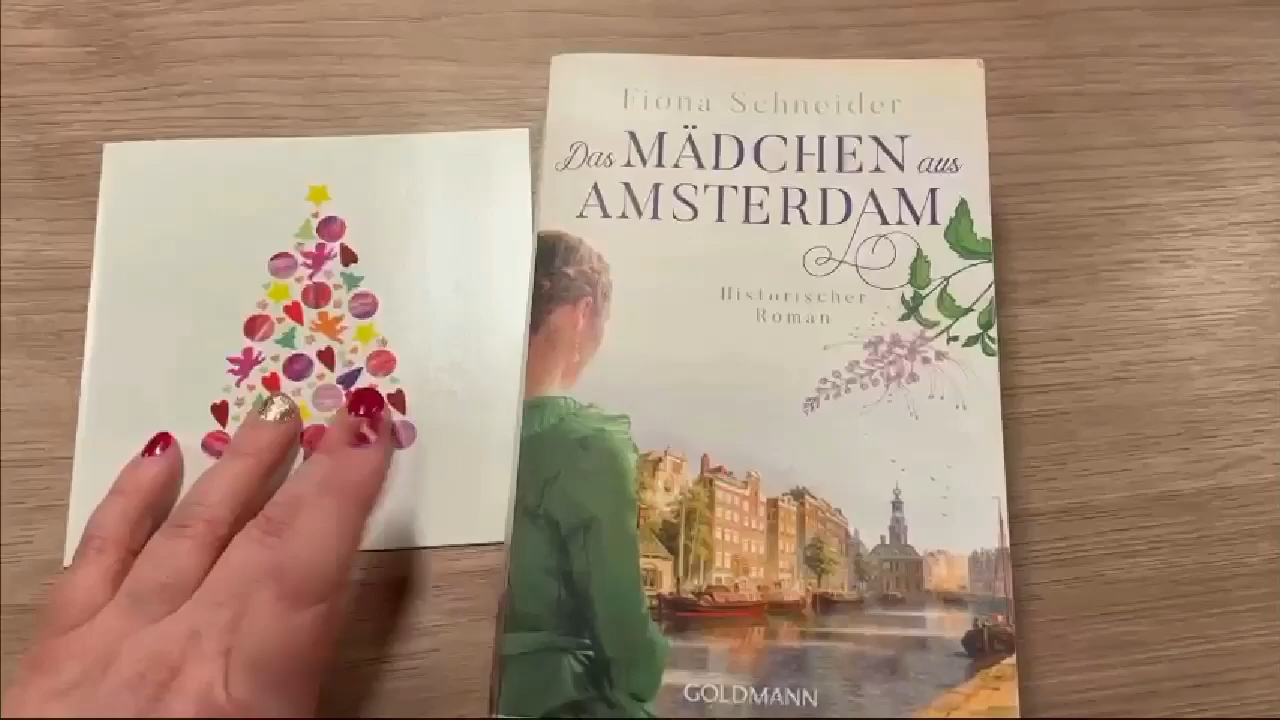 Fiona Schneider
Das MÄDCHEN aus
AMSTERDAM
Historischer
Roman
GOLDMANN